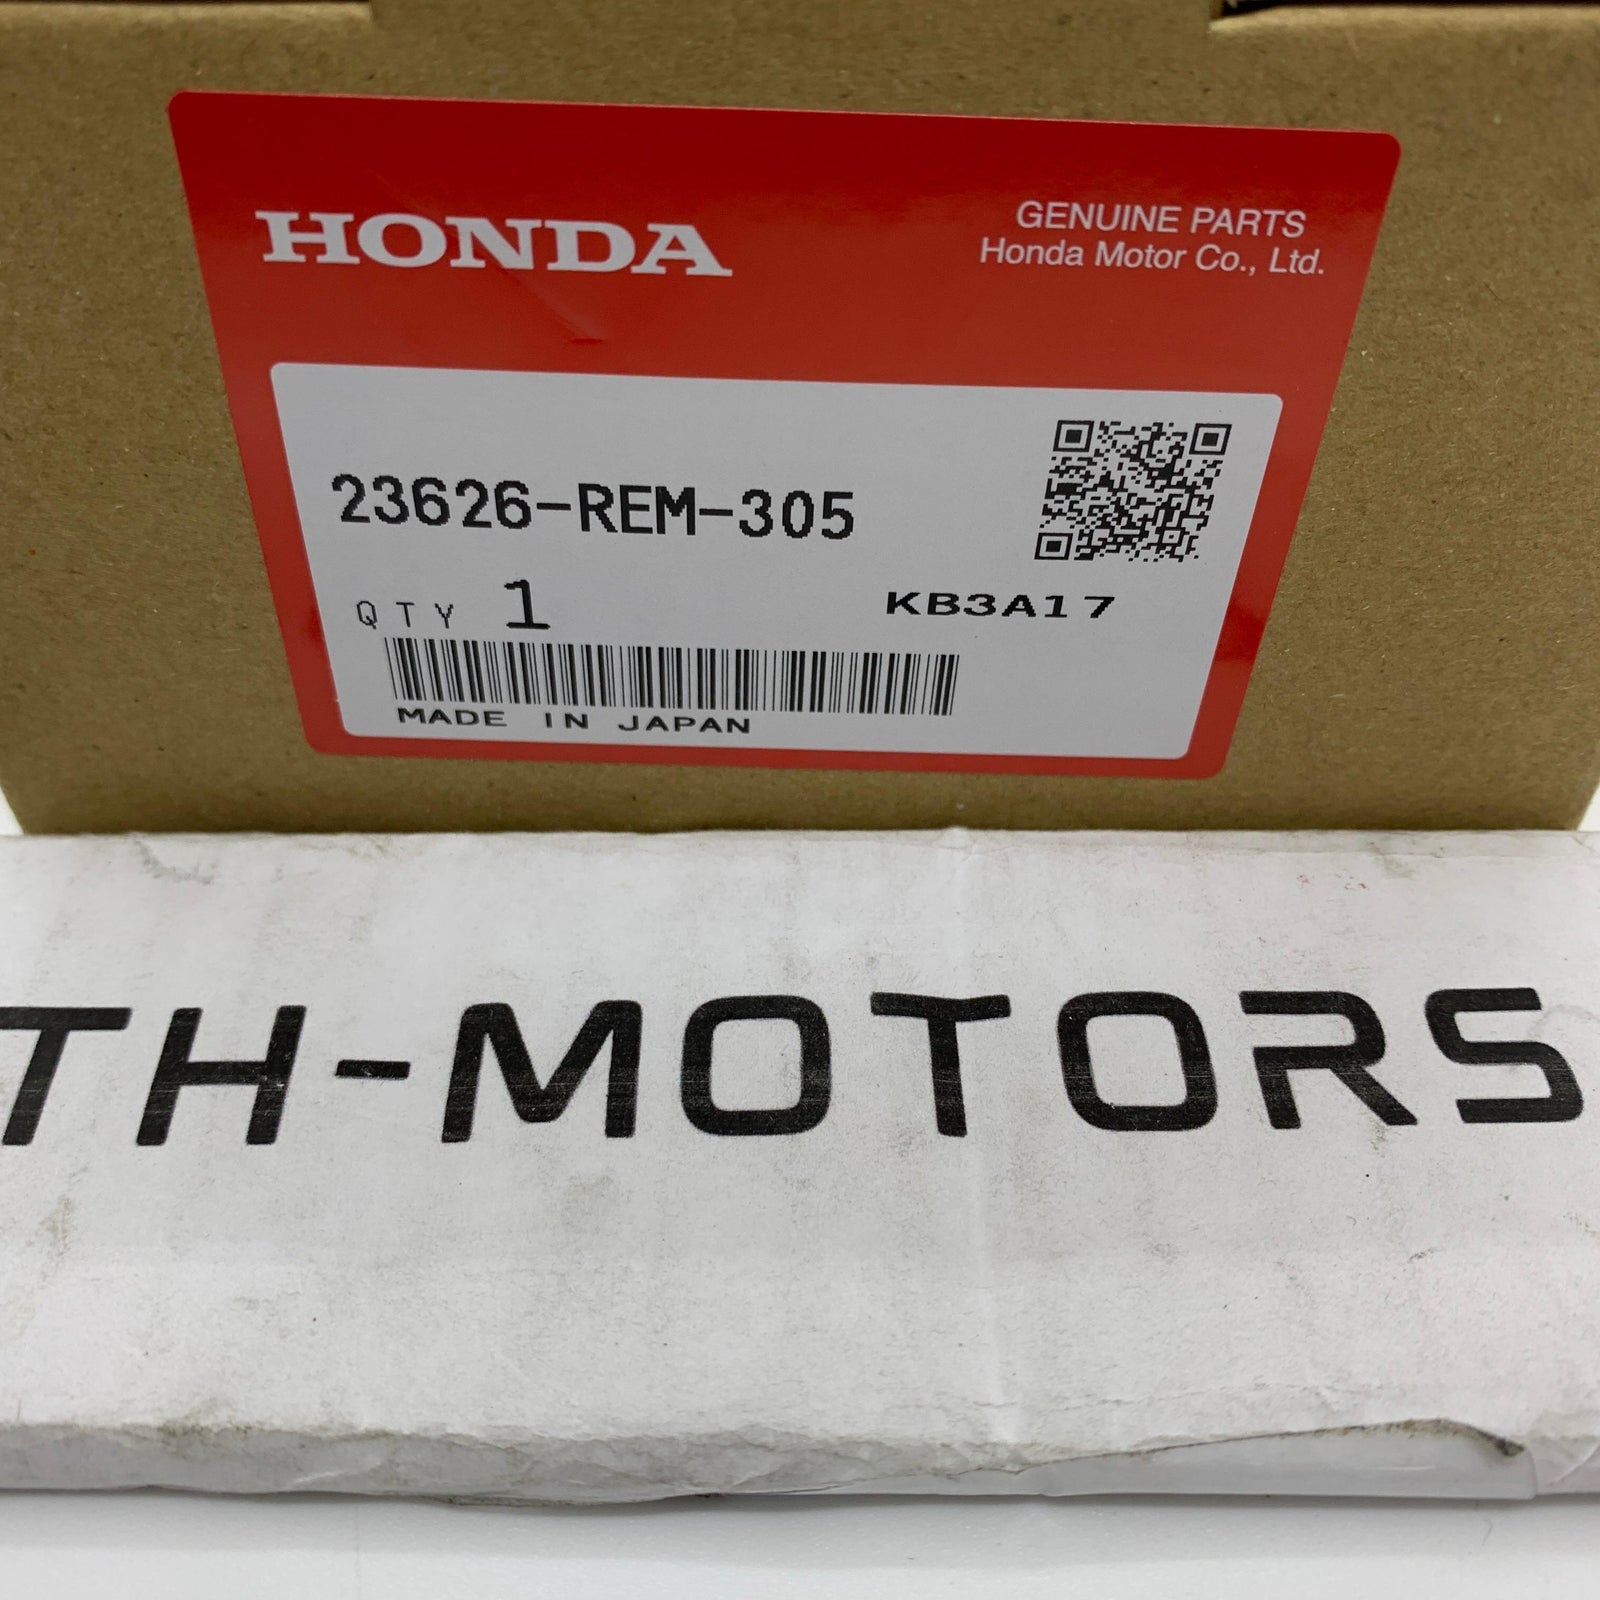 HONDA
GENUINE PARTS
Honda Motor Co., Ltd.
23626-REM-305
QTY 1
KB3A17
MADE IN JAPAN
TH-MOTORS